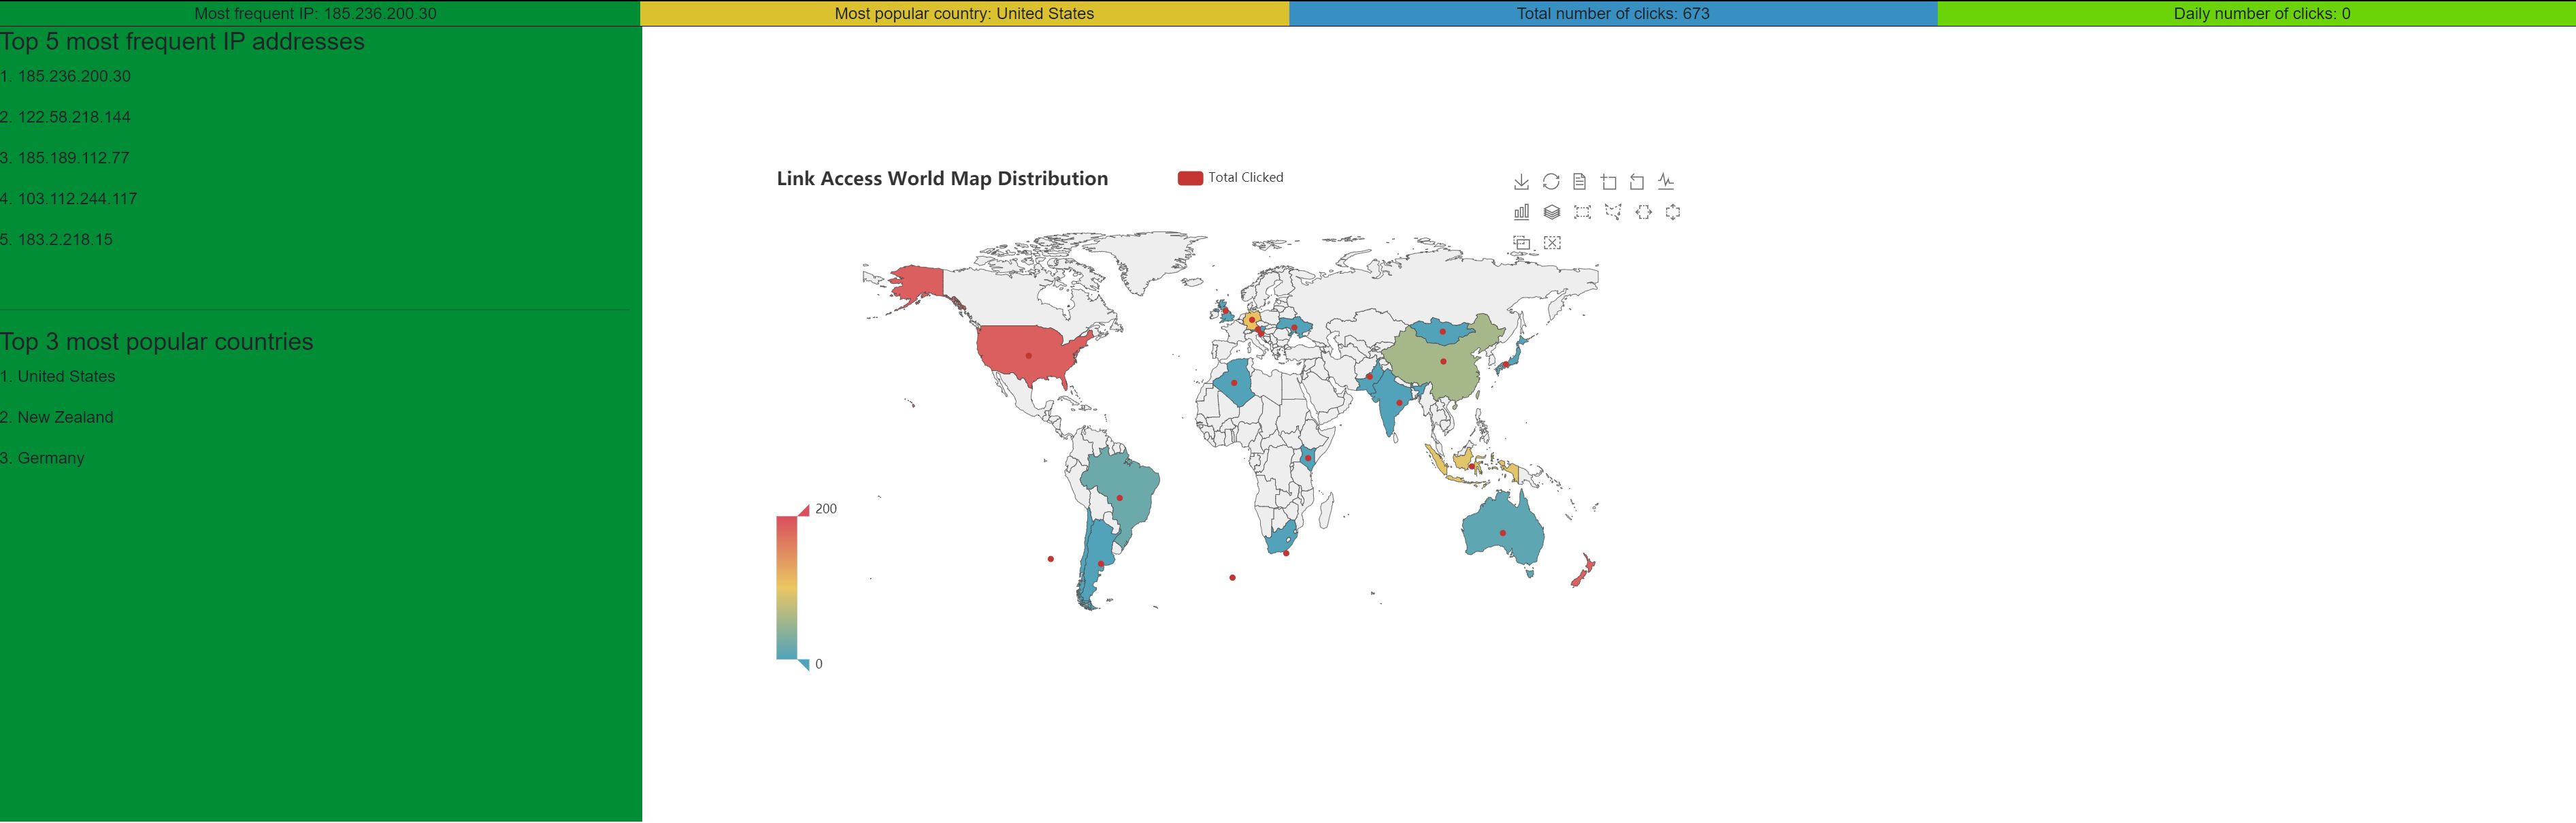 Most frequent IP: 185.236.200.30
Most popular country: United States
Total number of clicks: 673
Daily number of clicks: 0
Top 5 most frequent IP addresses
1. 185.236.200.30
2. 122.58.218.144
3. 185.189.112.77
4. 103.112.244.117
5. 183.2.218.15
Top 3 most popular countries
1. United States
2. New Zealand
3. Germany
Link Access World Map Distribution
Total Clicked
200
0